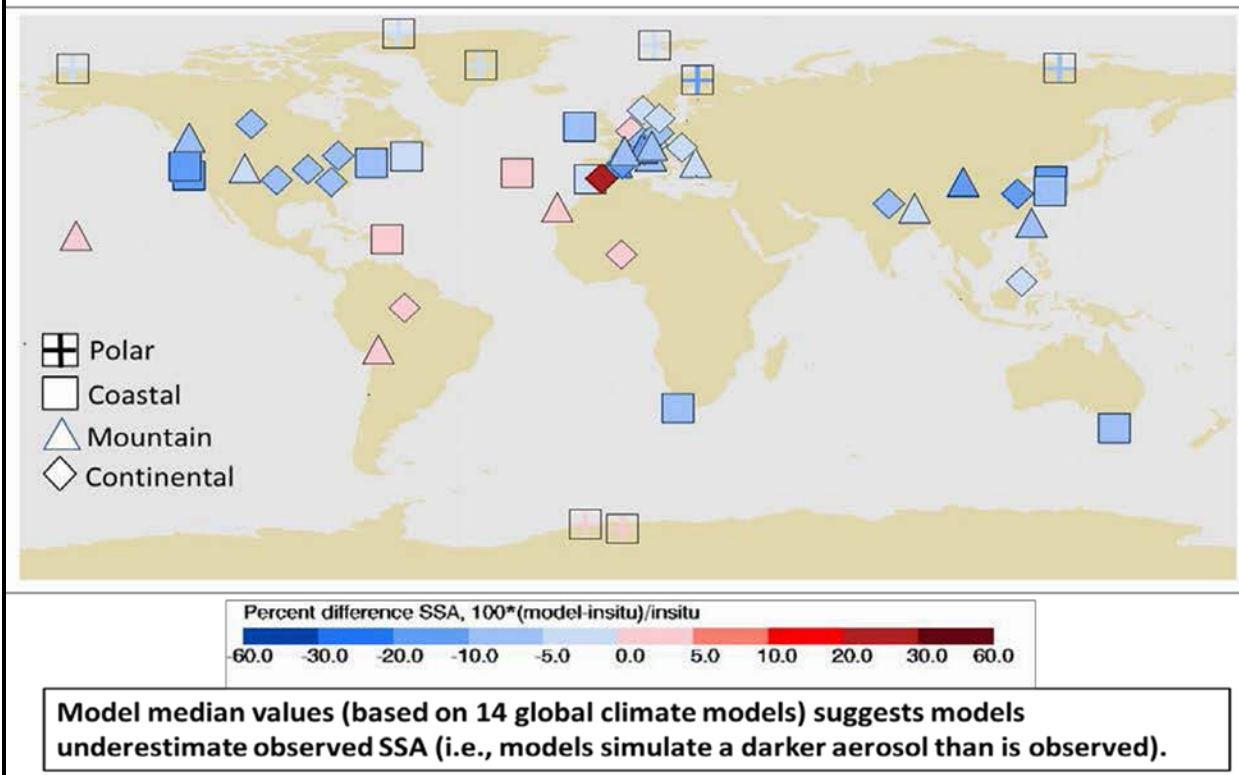 Polar
Coastal
Mountain
Continental
Percent difference SSA, 100*(model-insitu)/insitu
-60.0 -30.0 -20.0 -10.0 -5.0 0.0 5.0 10.0 20.0 30.0 60.0
Model median values (based on 14 global climate models) suggests models
underestimate observed SSA (i.e., models simulate a darker aerosol than is observed).